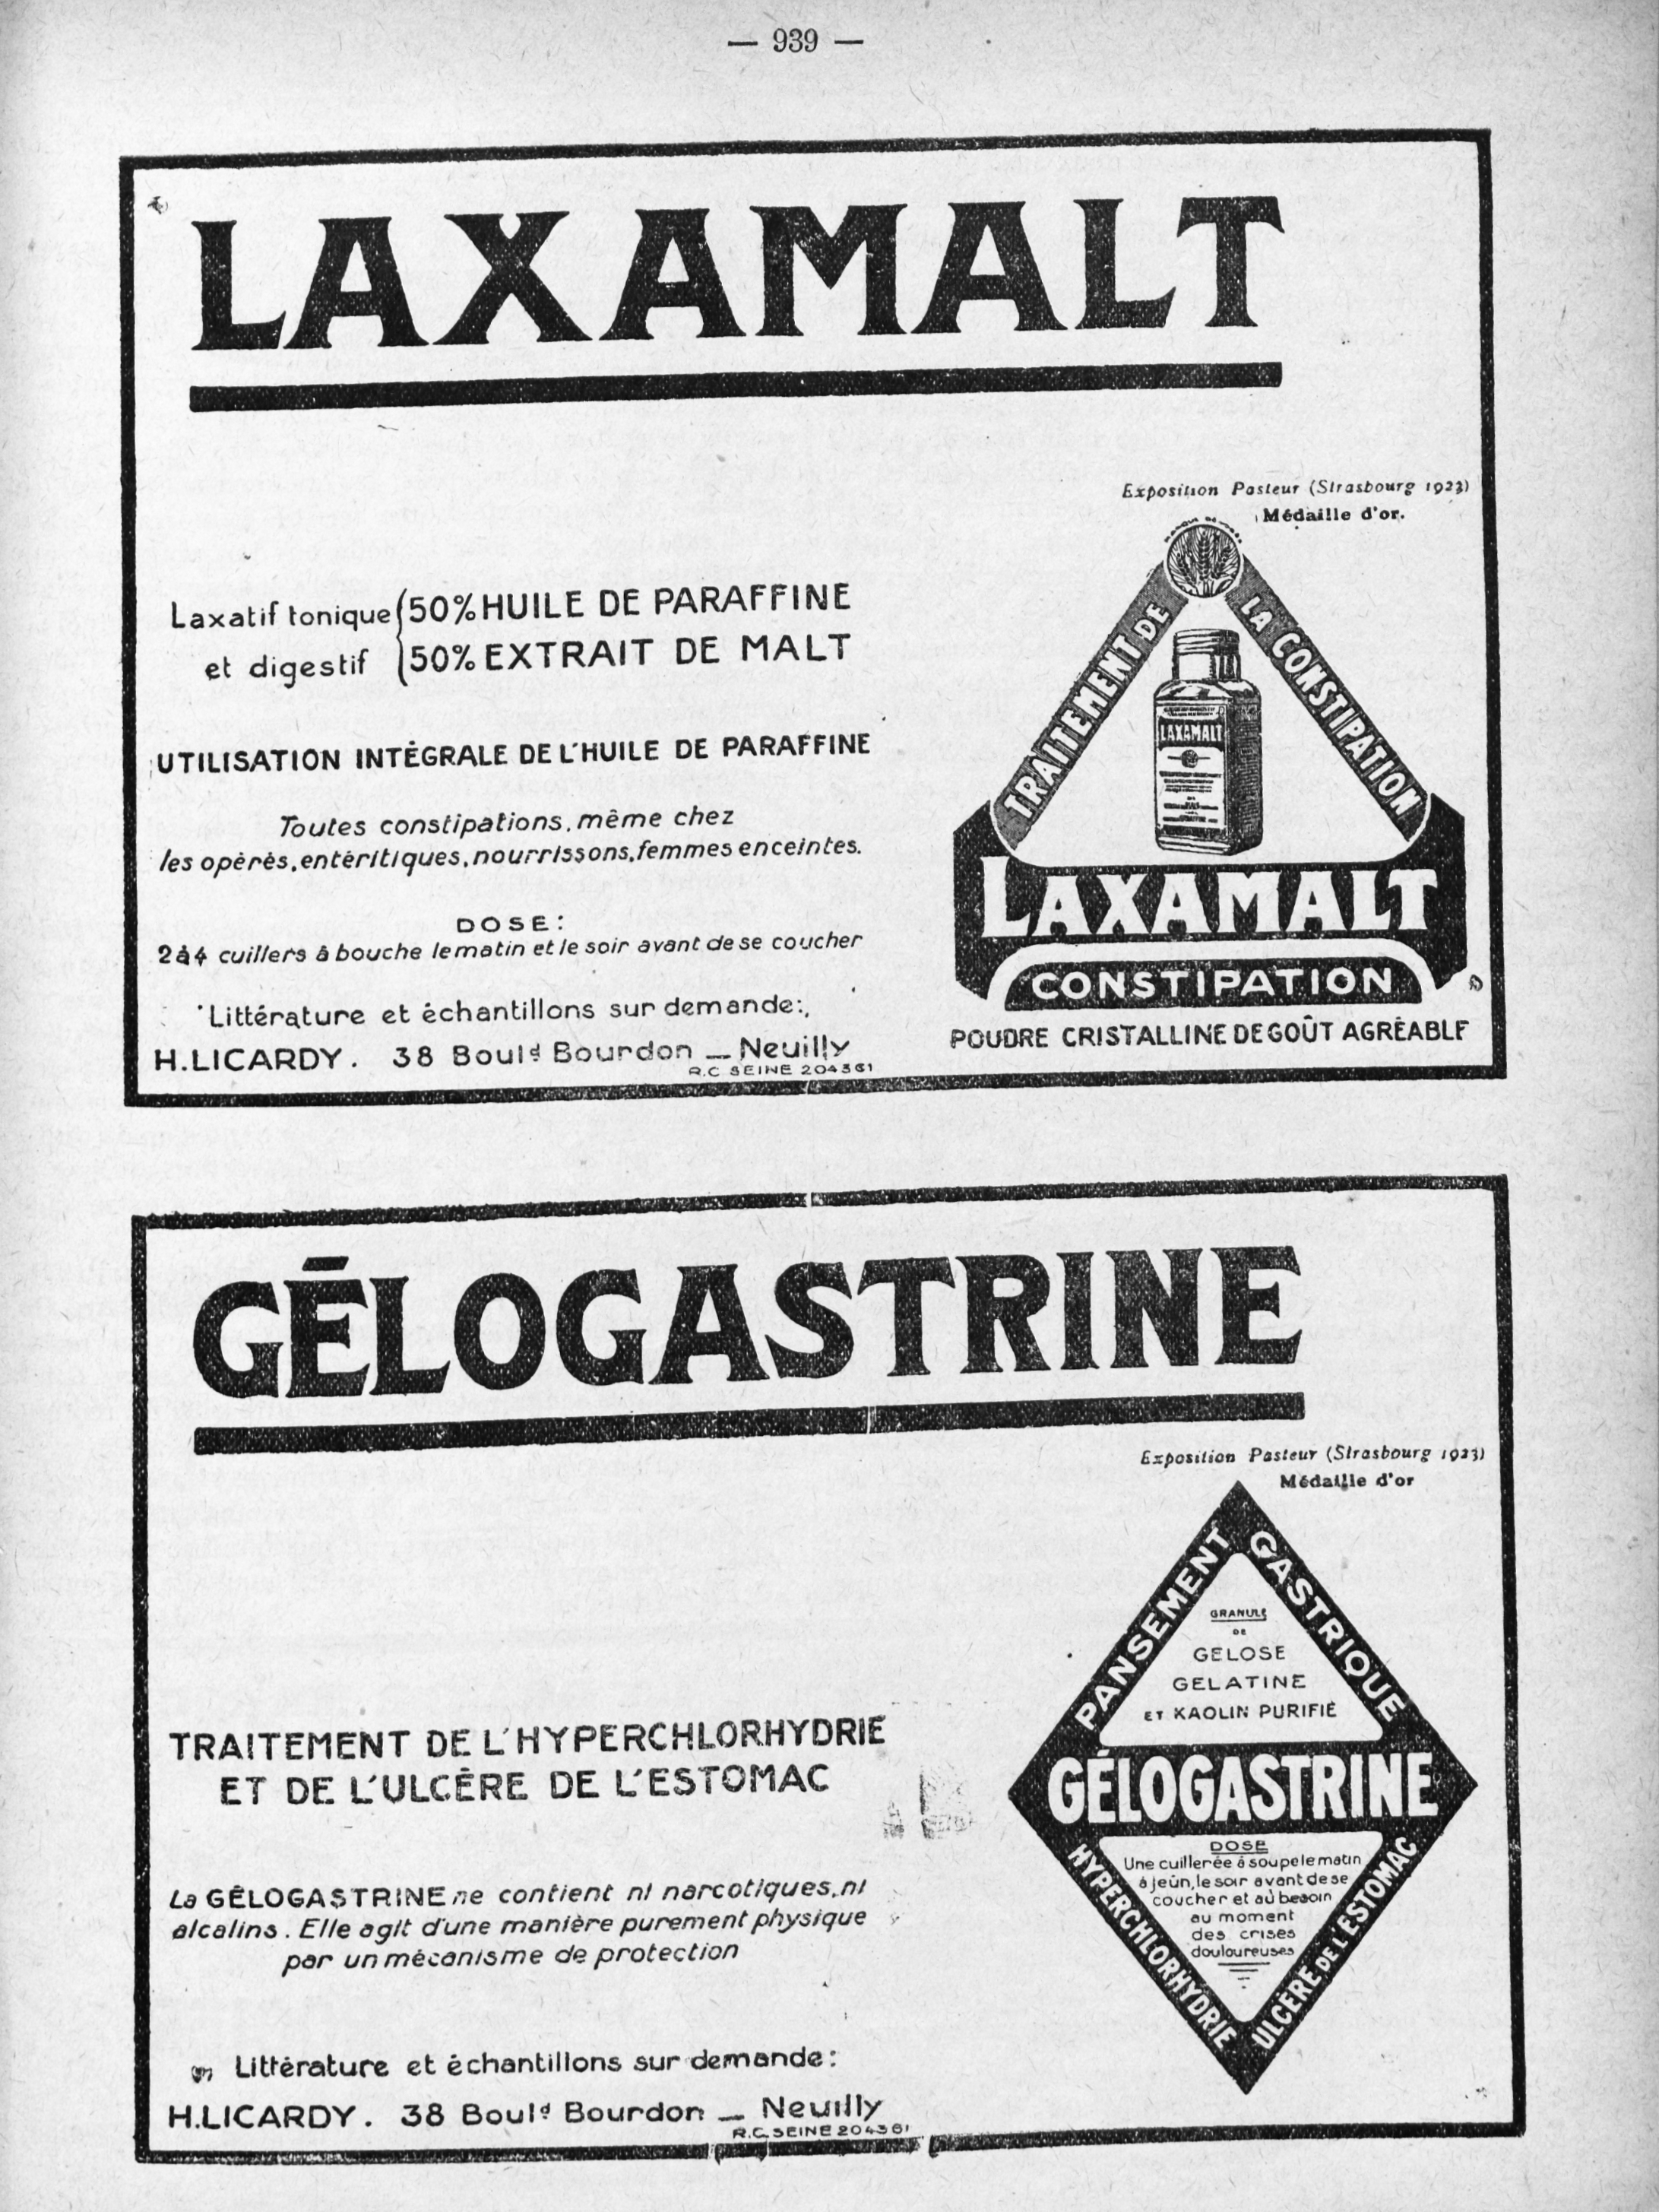 — 939 —
LAXAMALT
Exposition Pasteur (Strasbourg 1923)
Médaille d'or.
Laxatif tonique 50% HUILE DE PARAFFINE
et digestif 50% EXTRAIT DE MALT
UTILISATION INTÉGRALE DE L'HUILE DE PARAFFINE
Toutes constipations, même chez
les opérés, entéritiques, nourrissons, femmes enceintes.
DOSE:
2 à 4 cuillers à bouche le matin et le soir avant de se coucher
Littérature et échantillons sur demande:
H. LICARDY. 38 Boulᵈ Bourdon — Neuilly
R.C SEINE 204361
TRAITEMENT DE LA CONSTIPATION
LAXAMALT
LAXAMALT
CONSTIPATION
POUDRE CRISTALLINE DE GOÛT AGRÉABLE
GÉLOGASTRINE
Exposition Pasteur (Strasbourg 1923)
Médaille d'or
TRAITEMENT DE L'HYPERCHLORHYDRIE
ET DE L'ULCÈRE DE L'ESTOMAC
La GÉLOGASTRINE ne contient ni narcotiques, ni
alcalins. Elle agit d'une manière purement physique
par un mécanisme de protection
Littérature et échantillons sur demande:
H. LICARDY. 38 Boulᵈ Bourdon — Neuilly
R.C. SEINE 204361
PANSEMENT GASTRIQUE
GRANULÉ
DE
GELOSE
GELATINE
ET KAOLIN PURIFIÉ
GÉLOGASTRINE
DOSE
Une cuillerée à soupe le matin
à jeûn, le soir avant de se
coucher et aù besoin
au moment
des crises
douloureuses
HYPERCHLORHYDRIE
ULCÈRE DE L'ESTOMAC